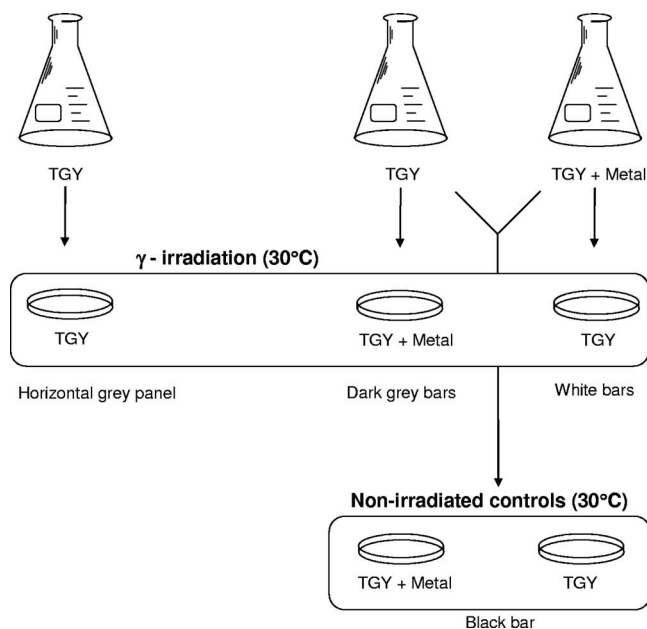 TGY
TGY
TGY + Metal
γ - irradiation (30°C)
TGY
TGY + Metal
TGY
Horizontal grey panel
Dark grey bars
White bars
Non-irradiated controls (30°C)
TGY + Metal
TGY
Black bar